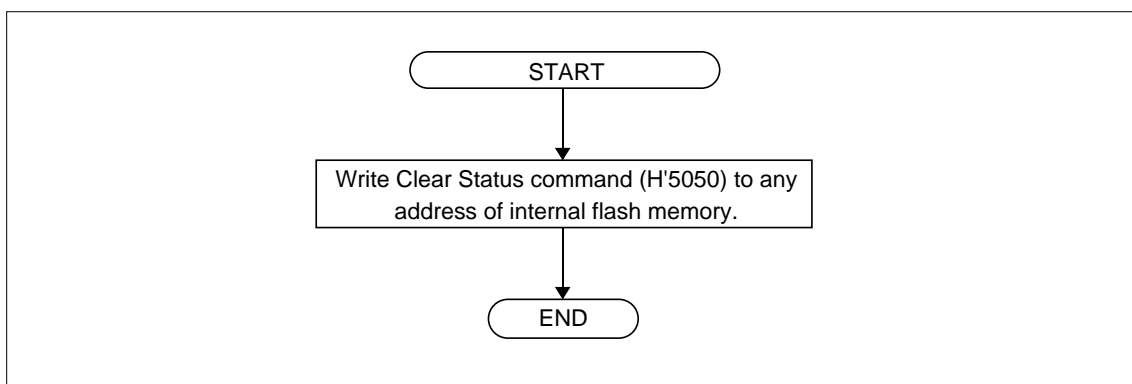 START
Write Clear Status command (H'5050) to any
address of internal flash memory.
END